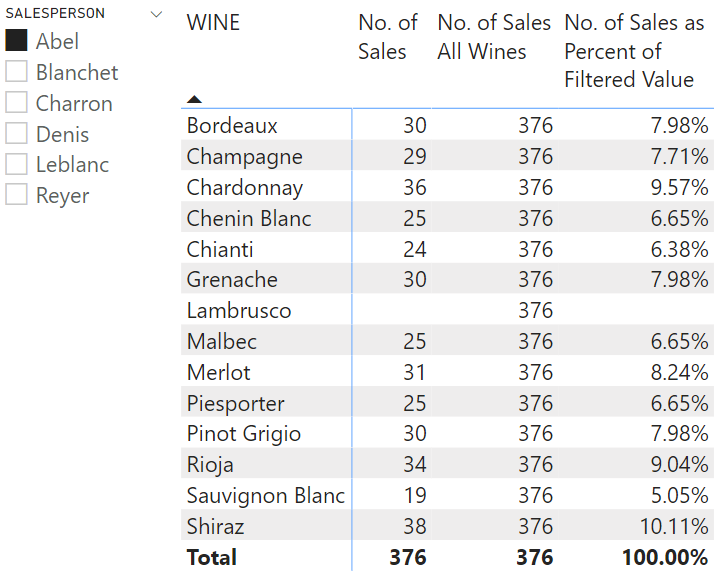 SALESPERSON
Abel
Blanchet
Charron
Denis
Leblanc
Reyer
WINE No. of Sales No. of Sales All Wines No. of Sales as Percent of Filtered Value
Bordeaux 30 376 7.98%
Champagne 29 376 7.71%
Chardonnay 36 376 9.57%
Chenin Blanc 25 376 6.65%
Chianti 24 376 6.38%
Grenache 30 376 7.98%
Lambrusco 376
Malbec 25 376 6.65%
Merlot 31 376 8.24%
Piesporter 25 376 6.65%
Pinot Grigio 30 376 7.98%
Rioja 34 376 9.04%
Sauvignon Blanc 19 376 5.05%
Shiraz 38 376 10.11%
Total 376 376 100.00%